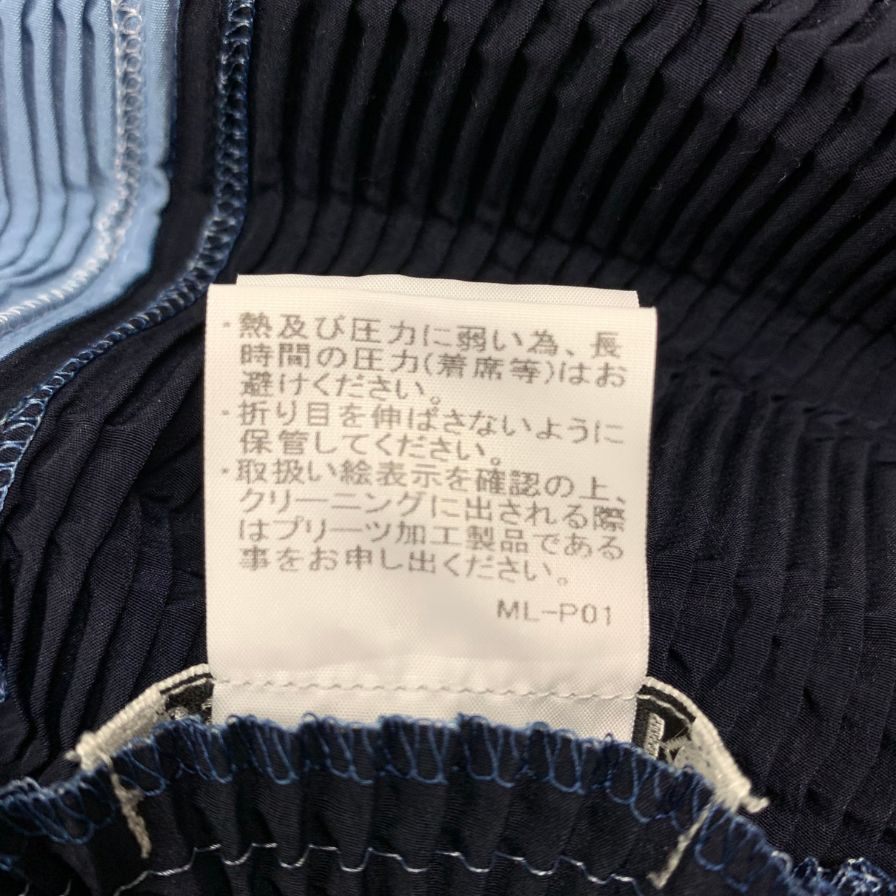 ・熱及び圧力に弱い為、長
時間の圧力(着席等)はお
避けください。
・折り目を伸ばさないように
保管してください。
・取扱い絵表示を確認の上、
クリーニングに出される際
はプリーツ加工製品である
事をお申し出ください。
ML-P01